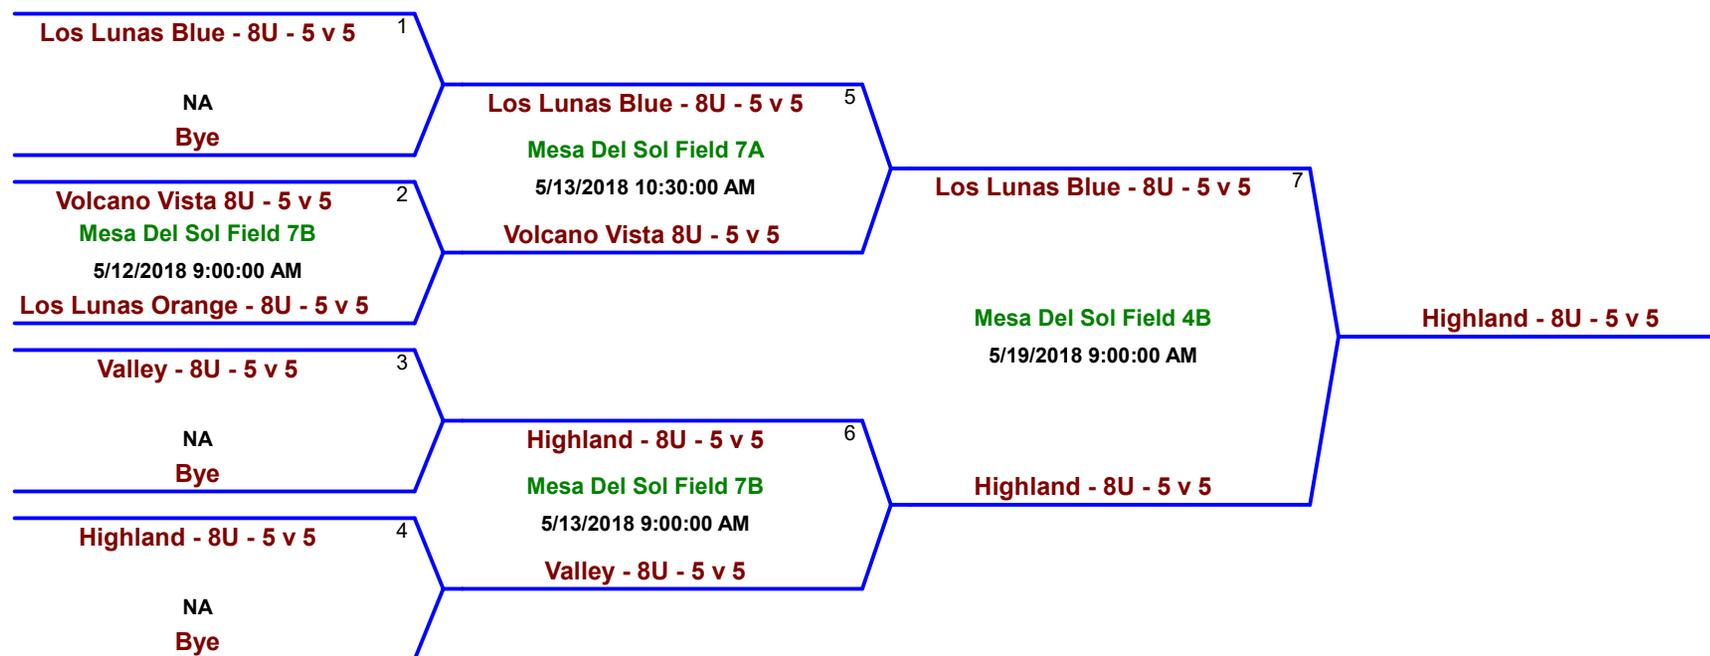 Los Lunas Blue - 8U - 5 v 5
1
NA
Bye
Volcano Vista 8U - 5 v 5
2
Mesa Del Sol Field 7B
5/12/2018 9:00:00 AM
Los Lunas Orange - 8U - 5 v 5
Valley - 8U - 5 v 5
3
NA
Bye
Highland - 8U - 5 v 5
4
NA
Bye
Los Lunas Blue - 8U - 5 v 5
5
Mesa Del Sol Field 7A
5/13/2018 10:30:00 AM
Volcano Vista 8U - 5 v 5
Highland - 8U - 5 v 5
6
Mesa Del Sol Field 7B
5/13/2018 9:00:00 AM
Valley - 8U - 5 v 5
Los Lunas Blue - 8U - 5 v 5
7
Mesa Del Sol Field 4B
5/19/2018 9:00:00 AM
Highland - 8U - 5 v 5
Highland - 8U - 5 v 5